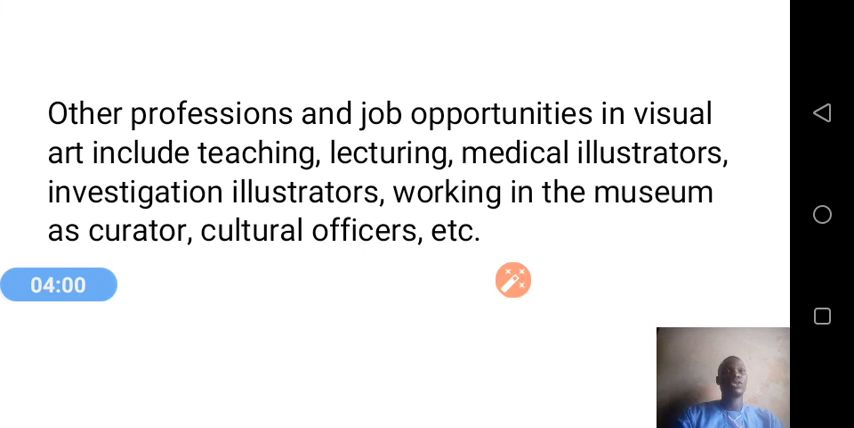 Other professions and job opportunities in visual
art include teaching, lecturing, medical illustrators,
investigation illustrators, working in the museum
as curator, cultural officers, etc.
04:00